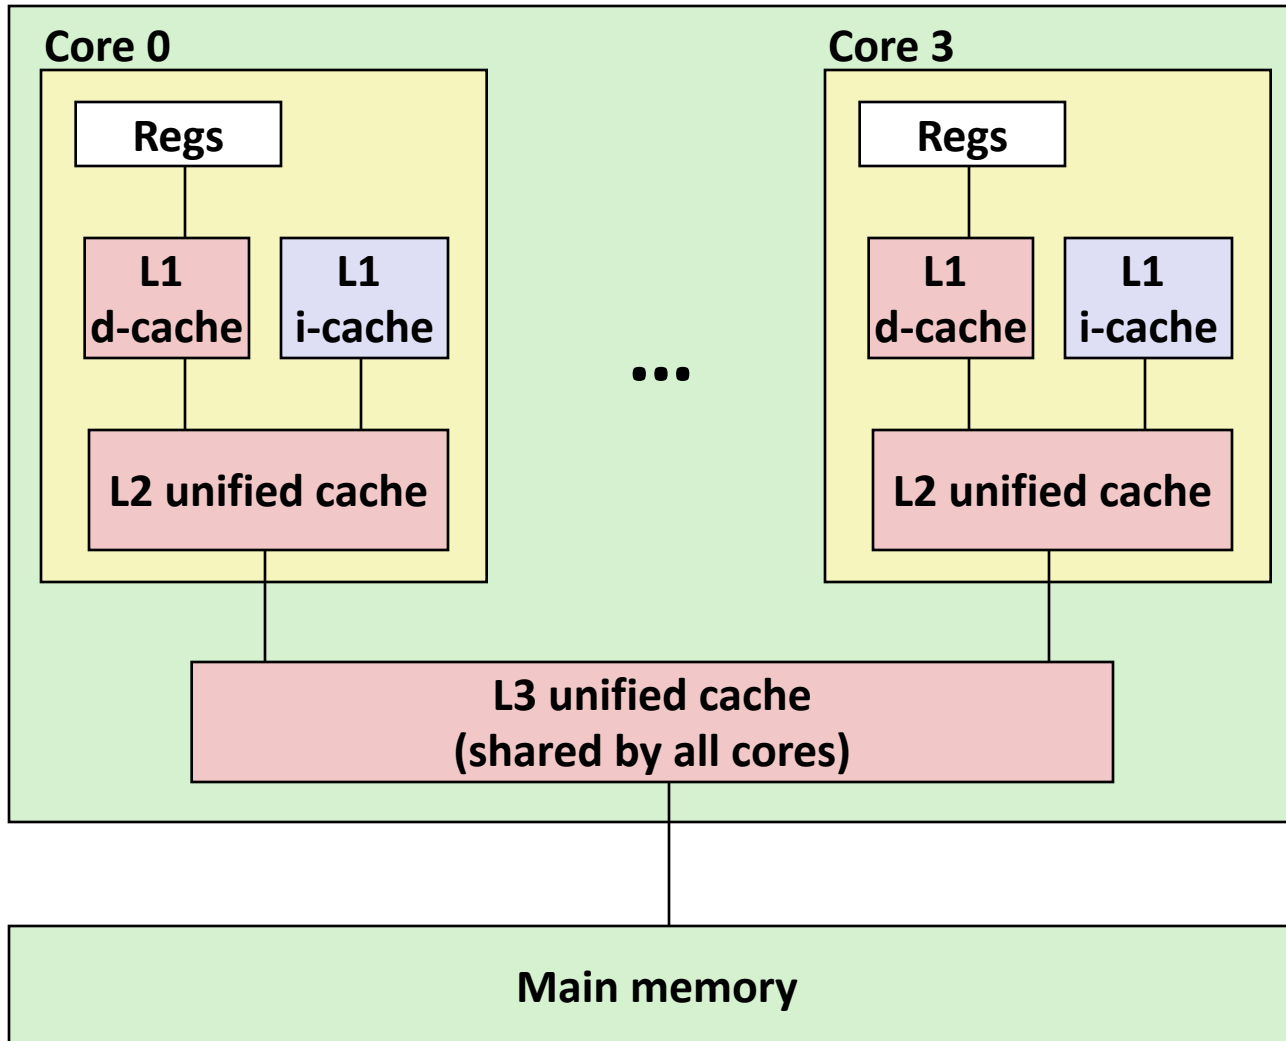 Core 0
Regs
L1
d-cache
L1
i-cache
L2 unified cache
...
Core 3
Regs
L1
d-cache
L1
i-cache
L2 unified cache
L3 unified cache
(shared by all cores)
Main memory